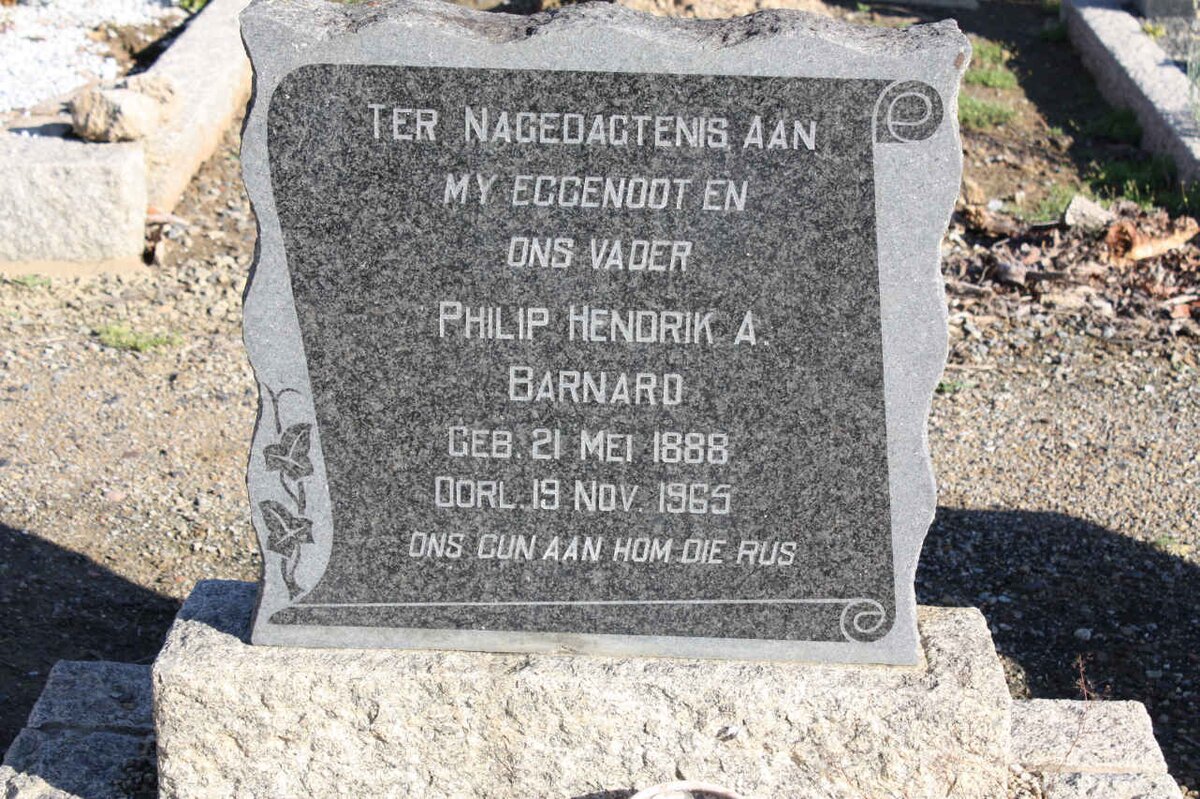 TER NAGEDAGTENIS AAN
MY EGGENOOT EN
ONS VADER
PHILIP HENDRIK A.
BARNARD
GEB. 21 MEI 1888
OORL. 19 NOV. 1965
ONS GUN AAN HOM DIE RUS